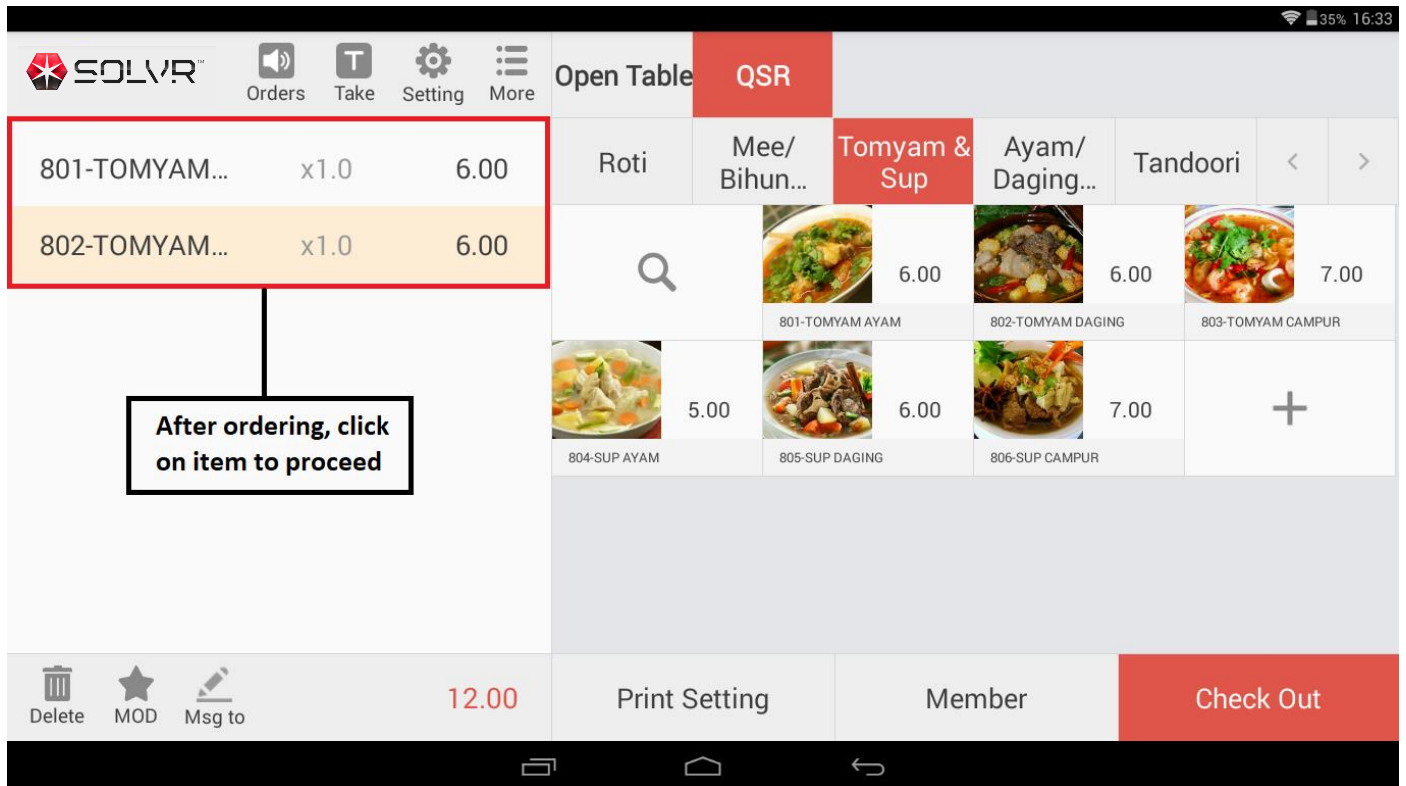 35% 16:33
SOLVR™
Orders Take Setting More
Open Table QSR
801-TOMYAM... x1.0 6.00
802-TOMYAM... x1.0 6.00
After ordering, click
on item to proceed
Roti
Mee/
Bihun...
Tomyam &
Sup
Ayam/
Daging...
Tandoori < >
6.00 6.00 7.00
801-TOMYAM AYAM 802-TOMYAM DAGING 803-TOMYAM CAMPUR
5.00 6.00 7.00
804-SUP AYAM 805-SUP DAGING 806-SUP CAMPUR
Delete MOD Msg to 12.00
Print Setting Member Check Out